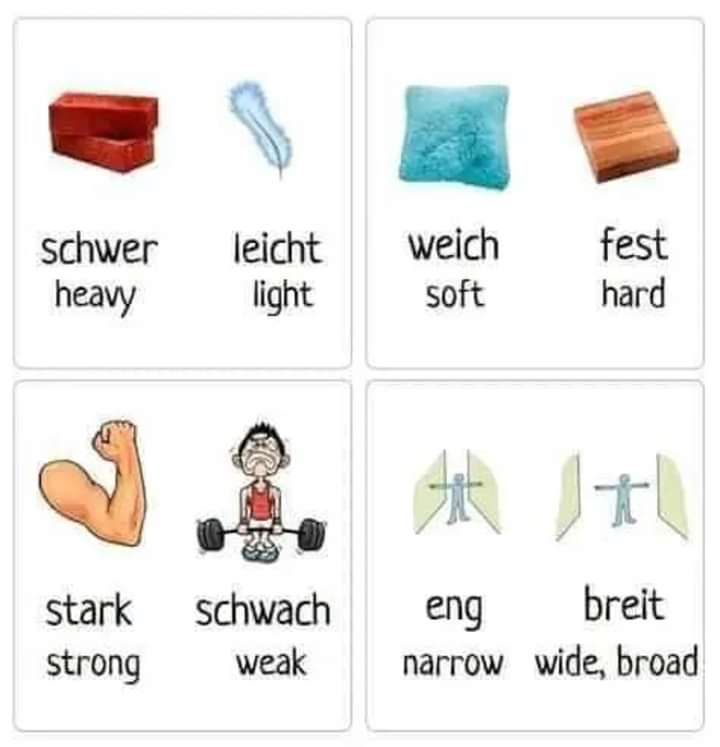 schwer leicht
heavy light
weich fest
soft hard
stark schwach
strong weak
eng breit
narrow wide, broad